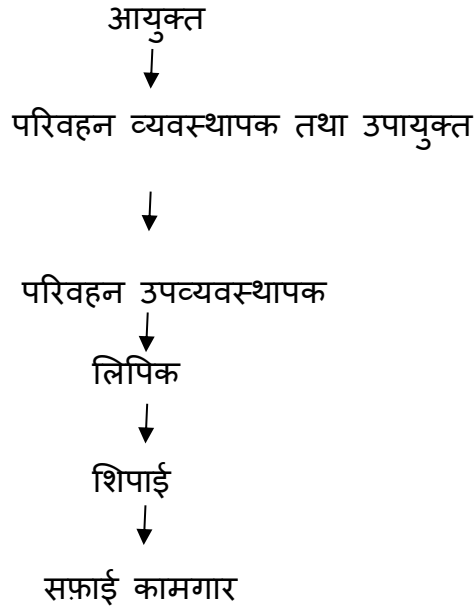 आयुक्त
परिवहन व्यवस्थापक तथा उपायुक्त
परिवहन उपव्यवस्थापक
लिपिक
शिपाई
सफ़ाई कामगार